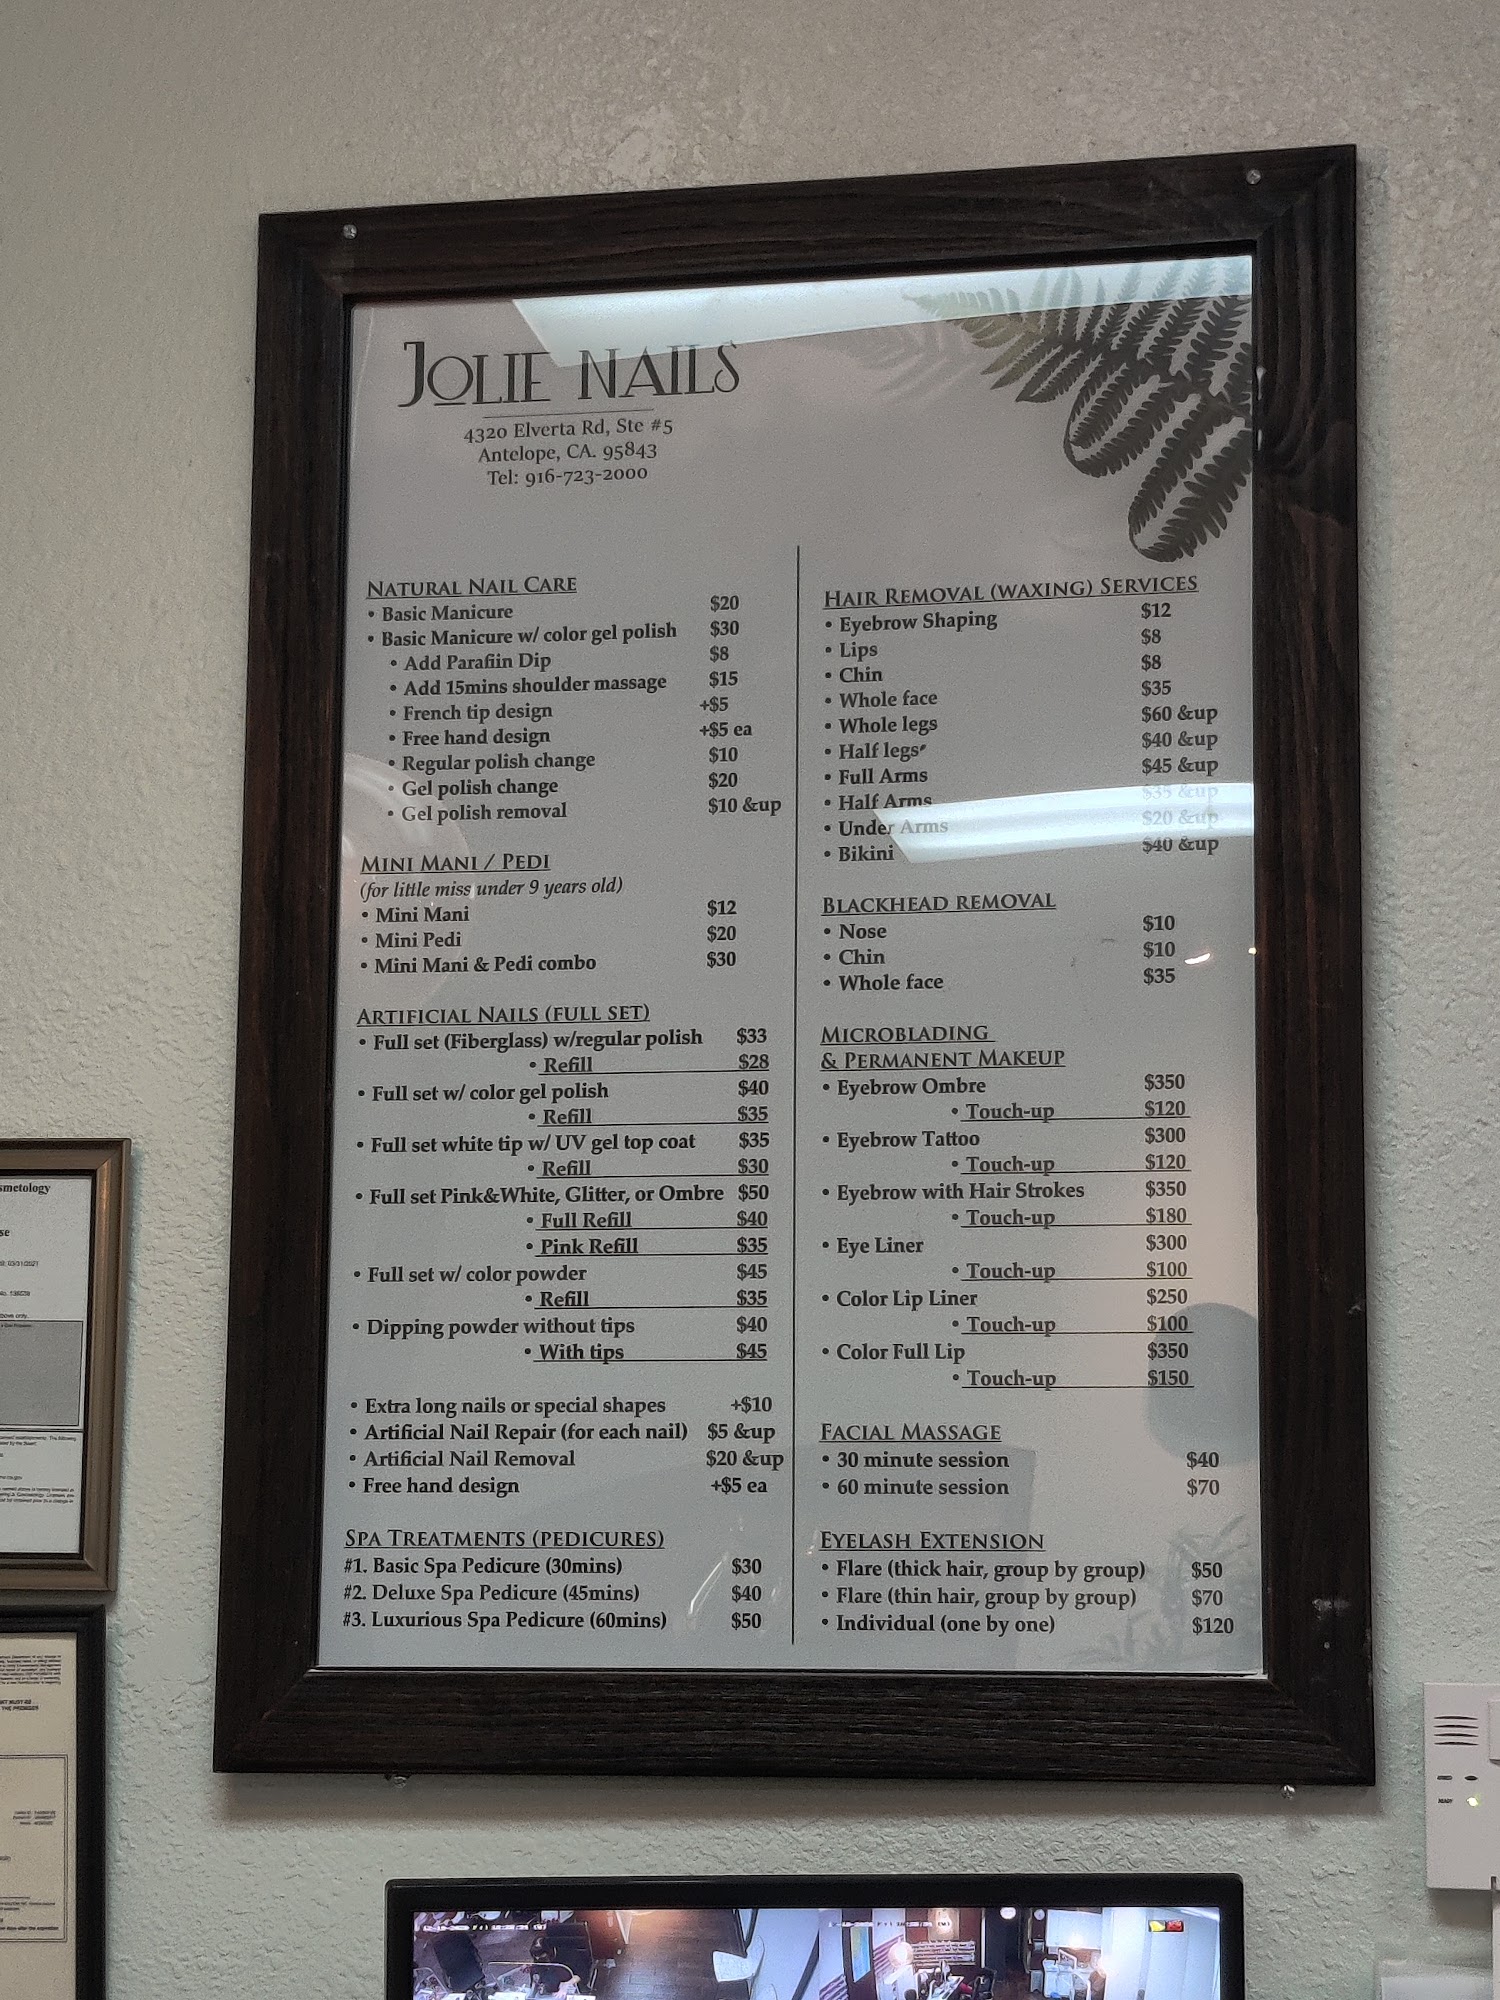 JOLIE NAILS
4320 Elverta Rd, Ste #5
Antelope, CA. 95843
Tel: 916-723-2000
NATURAL NAIL CARE
• Basic Manicure $20
• Basic Manicure w/ color gel polish $30
• Add Parafiin Dip $8
• Add 15mins shoulder massage $15
• French tip design +$5
• Free hand design +$5 ea
• Regular polish change $10
• Gel polish change $20
• Gel polish removal $10 &up
MINI MANI / PEDI
(for little miss under 9 years old)
• Mini Mani $12
• Mini Pedi $20
• Mini Mani & Pedi combo $30
ARTIFICIAL NAILS (FULL SET)
• Full set (Fiberglass) w/regular polish $33
• Refill $28
• Full set w/ color gel polish $40
• Refill $35
• Full set white tip w/ UV gel top coat $35
• Refill $30
• Full set Pink&White, Glitter, or Ombre $50
• Full Refill $40
• Pink Refill $35
• Full set w/ color powder $45
• Refill $35
• Dipping powder without tips $40
• With tips $45
• Extra long nails or special shapes +$10
• Artificial Nail Repair (for each nail) $5 &up
• Artificial Nail Removal $20 &up
• Free hand design +$5 ea
SPA TREATMENTS (PEDICURES)
#1. Basic Spa Pedicure (30mins) $30
#2. Deluxe Spa Pedicure (45mins) $40
#3. Luxurious Spa Pedicure (60mins) $50
HAIR REMOVAL (WAXING) SERVICES
• Eyebrow Shaping $12
• Lips $8
• Chin $8
• Whole face $35
• Whole legs $60 &up
• Half legs $40 &up
• Full Arms $45 &up
• Half Arms $35 &up
• Under Arms $20 &up
• Bikini $40 &up
BLACKHEAD REMOVAL
• Nose $10
• Chin $10
• Whole face $35
MICROBLADING
& PERMANENT MAKEUP
• Eyebrow Ombre $350
• Touch-up $120
• Eyebrow Tattoo $300
• Touch-up $120
• Eyebrow with Hair Strokes $350
• Touch-up $180
• Eye Liner $300
• Touch-up $100
• Color Lip Liner $250
• Touch-up $100
• Color Full Lip $350
• Touch-up $150
FACIAL MASSAGE
• 30 minute session $40
• 60 minute session $70
EYELASH EXTENSION
• Flare (thick hair, group by group) $50
• Flare (thin hair, group by group) $70
• Individual (one by one) $120
READY